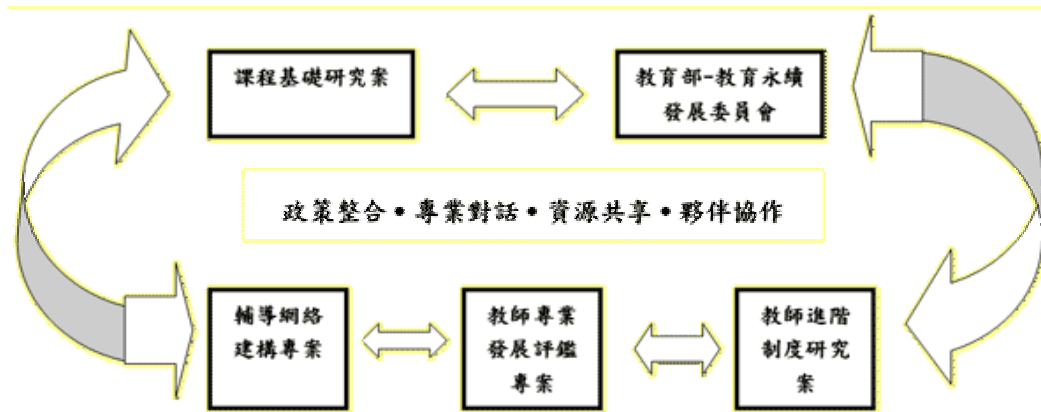 課程基礎研究案
教育部-教育永續
發展委員會
政策整合•專業對話•資源共享•夥伴協作
輔導網絡
建構專案
教師專業
發展評鑑
專案
教師進階
制度研究
案